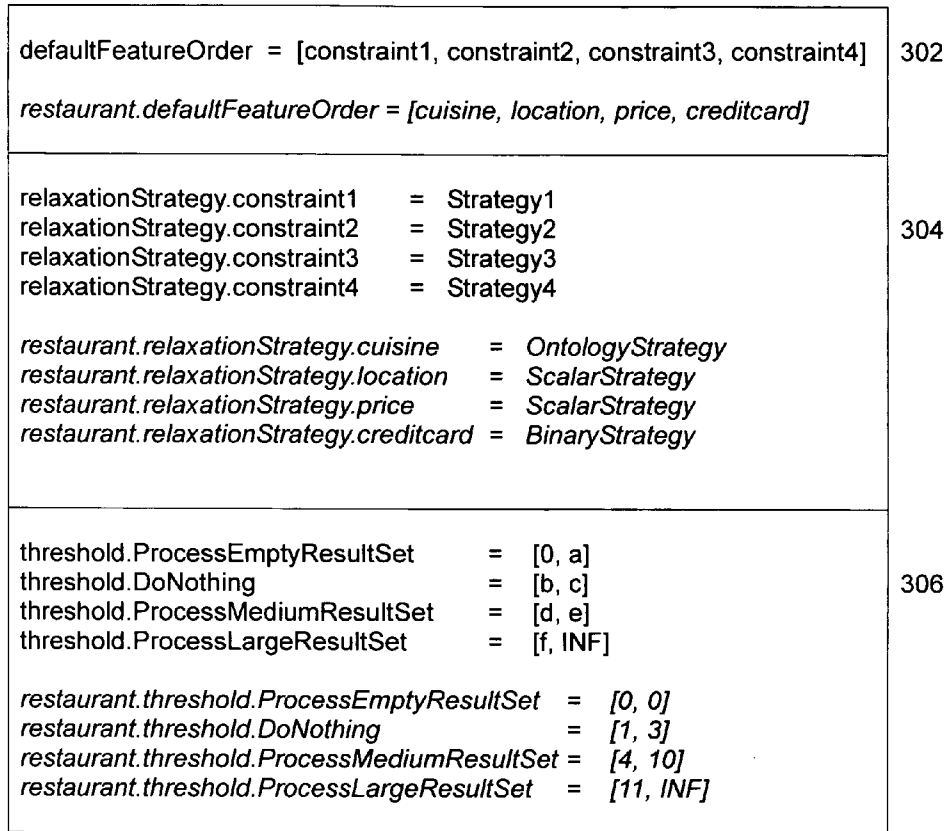 defaultFeatureOrder = [constraint1, constraint2, constraint3, constraint4] 302
restaurant.defaultFeatureOrder = [cuisine, location, price, creditcard]
relaxationStrategy.constraint1 = Strategy1
relaxationStrategy.constraint2 = Strategy2 304
relaxationStrategy.constraint3 = Strategy3
relaxationStrategy.constraint4 = Strategy4
restaurant.relaxationStrategy.cuisine = OntologyStrategy
restaurant.relaxationStrategy.location = ScalarStrategy
restaurant.relaxationStrategy.price = ScalarStrategy
restaurant.relaxationStrategy.creditcard = BinaryStrategy
threshold.ProcessEmptyResultSet = [0, a]
threshold.DoNothing = [b, c] 306
threshold.ProcessMediumResultSet = [d, e]
threshold.ProcessLargeResultSet = [f, INF]
restaurant.threshold.ProcessEmptyResultSet = [0, 0]
restaurant.threshold.DoNothing = [1, 3]
restaurant.threshold.ProcessMediumResultSet = [4, 10]
restaurant.threshold.ProcessLargeResultSet = [11, INF]